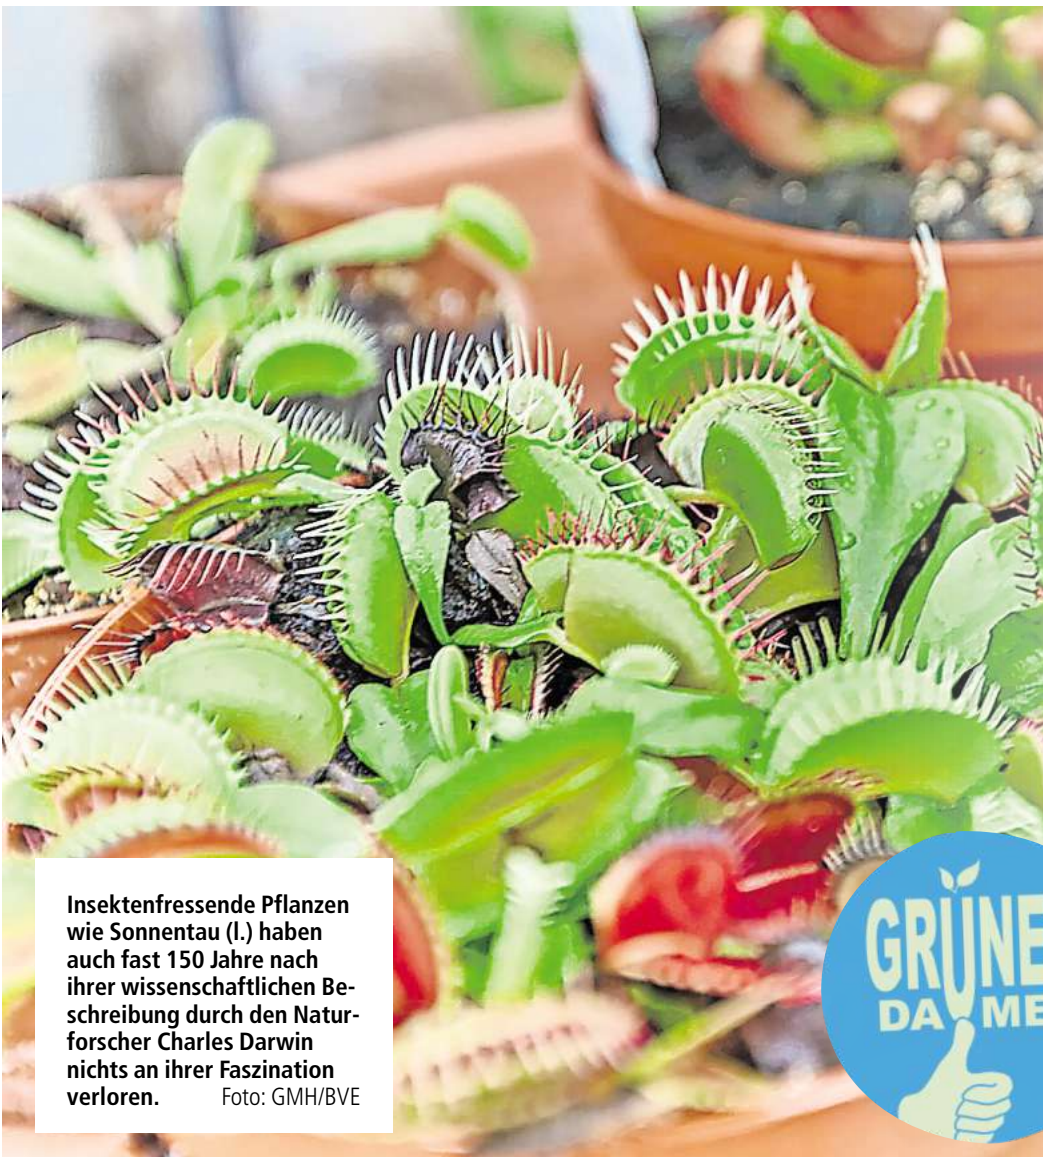 Insektenfressende Pflanzen
wie Sonnentau (l.) haben
auch fast 150 Jahre nach
ihrer wissenschaftlichen Be-
schreibung durch den Natur-
forscher Charles Darwin
nichts an ihrer Faszination
verloren. Foto: GMH/BVE
GRÜNE
DAUME